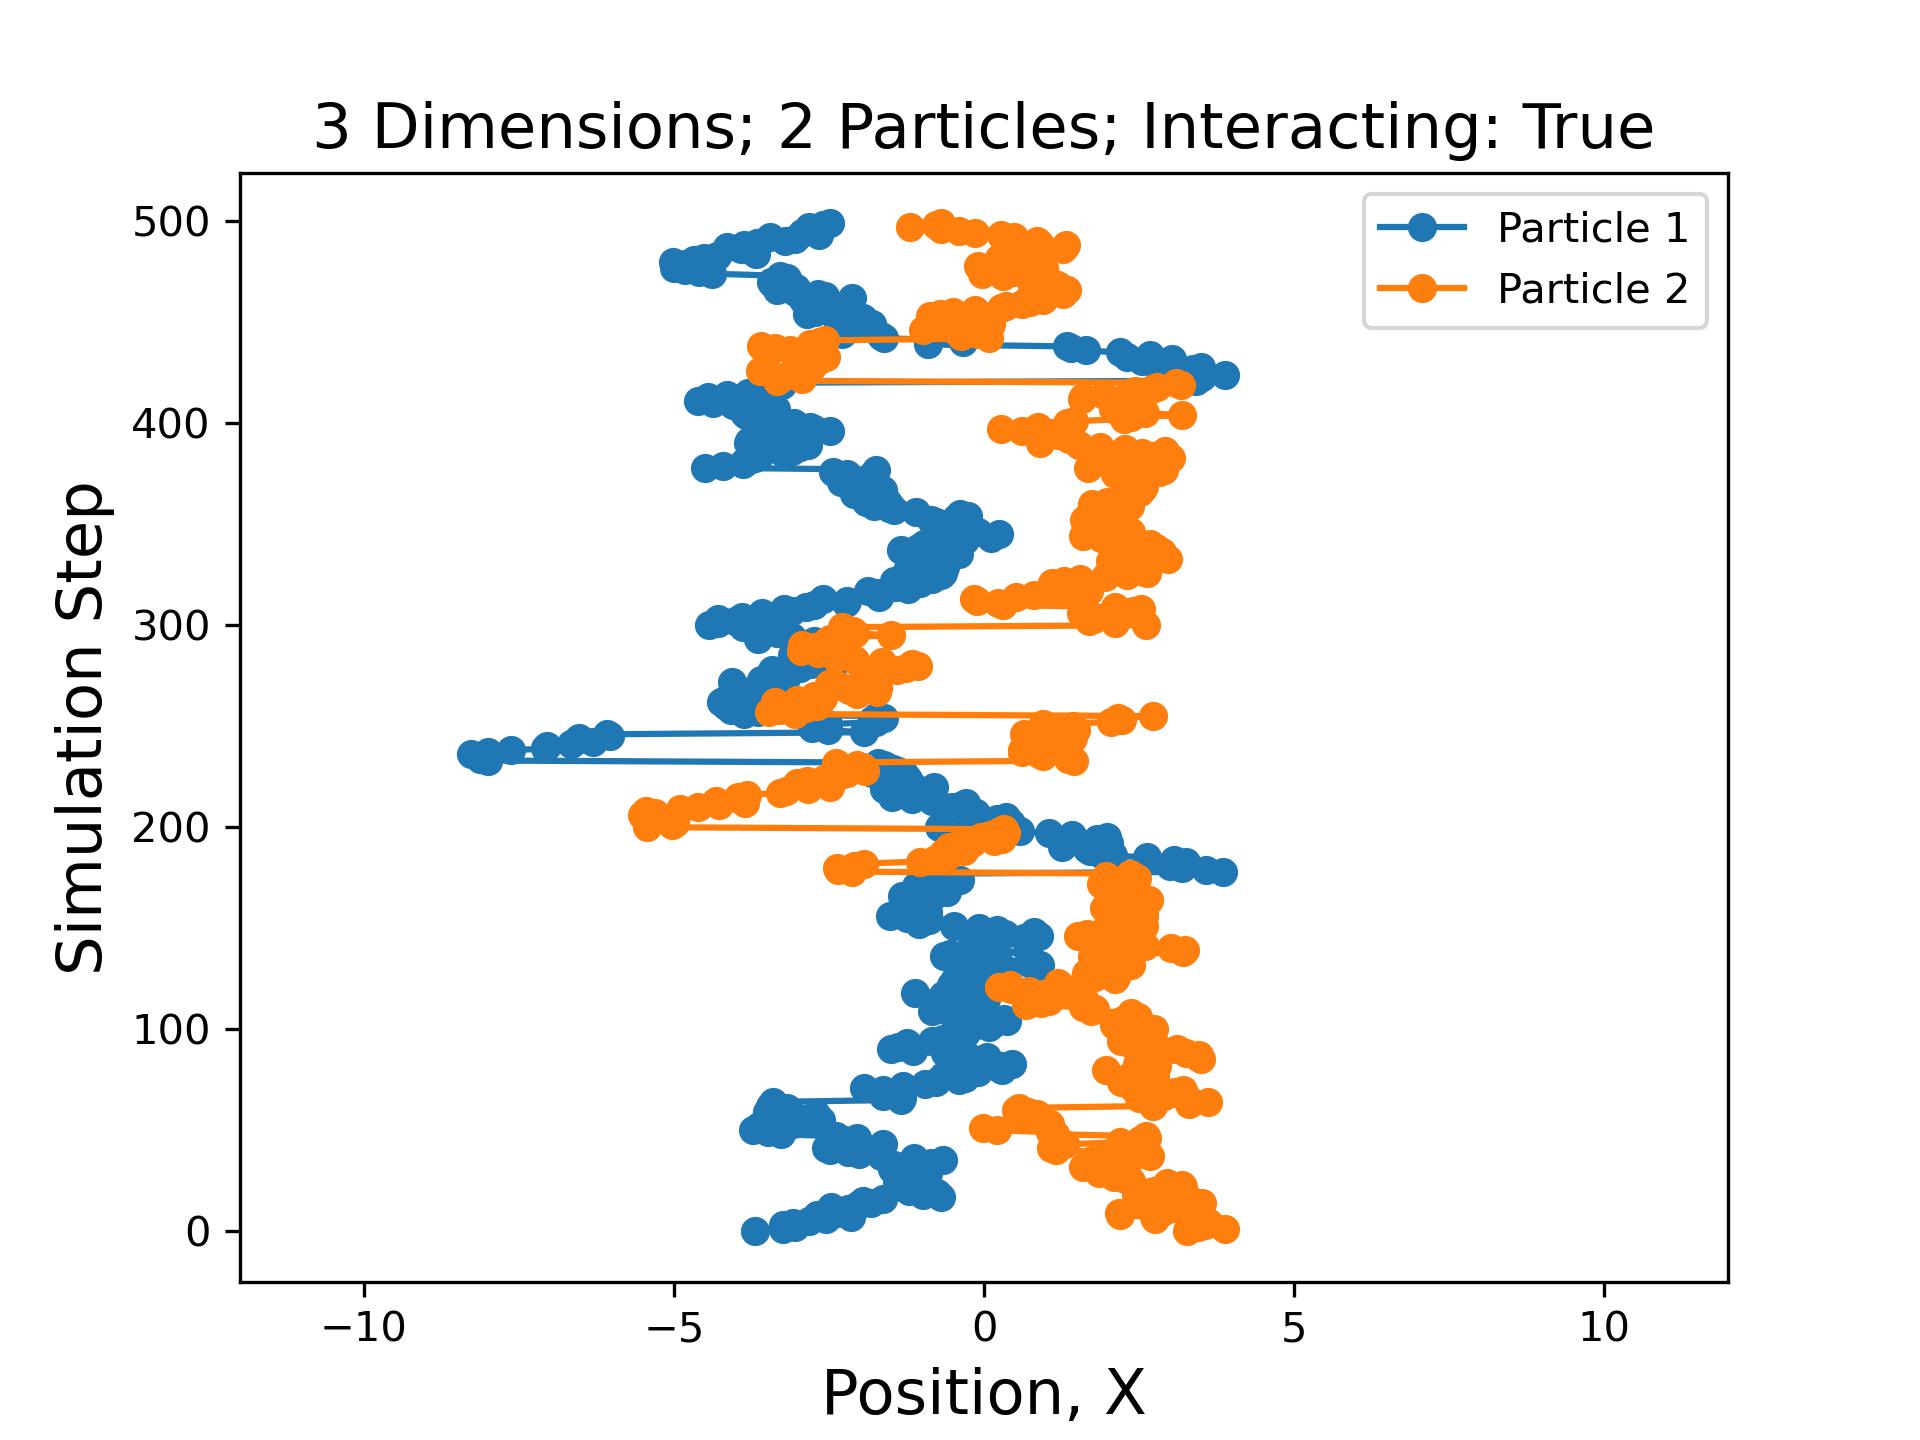 3 Dimensions; 2 Particles; Interacting: True
Particle 1
Particle 2
Simulation Step
500
400
300
200
100
0
−10
−5
0
5
10
Position, X